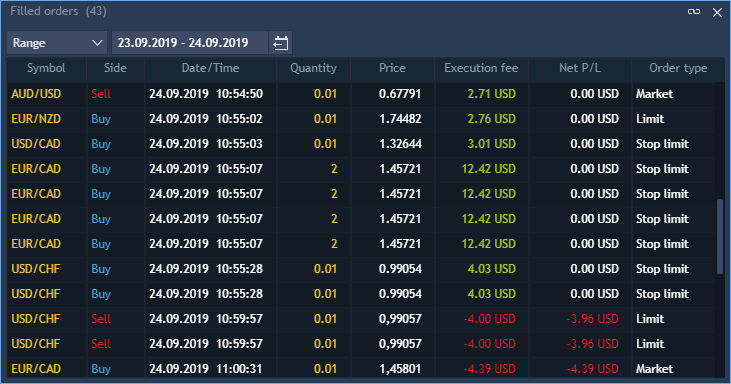 Filled orders (43)
Range 23.09.2019 - 24.09.2019
Symbol Side Date/Time Quantity Price Execution fee Net P/L Order type
AUD/USD Sell 24.09.2019 10:54:50 0.01 0.67791 2.71 USD 0.00 USD Market
EUR/NZD Buy 24.09.2019 10:55:02 0.01 1.74482 2.76 USD 0.00 USD Limit
USD/CAD Buy 24.09.2019 10:55:03 0.01 1.32644 3.01 USD 0.00 USD Stop limit
EUR/CAD Buy 24.09.2019 10:55:07 2 1.45721 12.42 USD 0.00 USD Stop limit
EUR/CAD Buy 24.09.2019 10:55:07 2 1.45721 12.42 USD 0.00 USD Stop limit
EUR/CAD Buy 24.09.2019 10:55:07 2 1.45721 12.42 USD 0.00 USD Stop limit
EUR/CAD Buy 24.09.2019 10:55:07 2 1.45721 12.42 USD 0.00 USD Stop limit
USD/CHF Buy 24.09.2019 10:55:28 0.01 0.99054 4.03 USD 0.00 USD Stop limit
USD/CHF Buy 24.09.2019 10:55:28 0.01 0.99054 4.03 USD 0.00 USD Stop limit
USD/CHF Sell 24.09.2019 10:59:57 0.01 0,99057 -4.00 USD -3.96 USD Limit
USD/CHF Sell 24.09.2019 10:59:57 0.01 0,99057 -4.00 USD -3.96 USD Limit
EUR/CAD Buy 24.09.2019 11:00:31 0.01 1,45801 -4.39 USD -4.39 USD Market